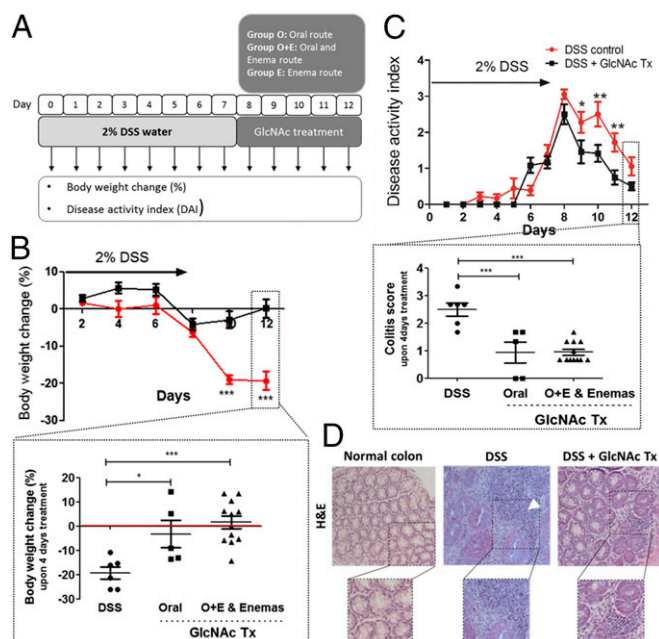 A
Group O: Oral route
Group O+E: Oral and
Enema route
Group E: Enema route
Day 0 1 2 3 4 5 6 7 8 9 10 11 12
2% DSS water GlcNAc treatment
• Body weight change (%)
• Disease activity index (DAI)
B
2% DSS
Body weight change (%)
10
0
-10
-20
-30
2 4 6 10 12
Days
***
***
Body weight change (%)
upon 4 days treatment
20
10
0
-10
-20
-30
***
*
DSS Oral O+E & Enemas
GlcNAc Tx
C
DSS control
DSS + GlcNAc Tx
2% DSS
Disease activity index
4
3
2
1
0
* ** **
0 2 4 6 8 10 12
Days
Colitis score
upon 4days treatment
4
3
2
1
0
***
***
DSS Oral O+E & Enemas
GlcNAc Tx
D
Normal colon DSS DSS + GlcNAc Tx
H&E